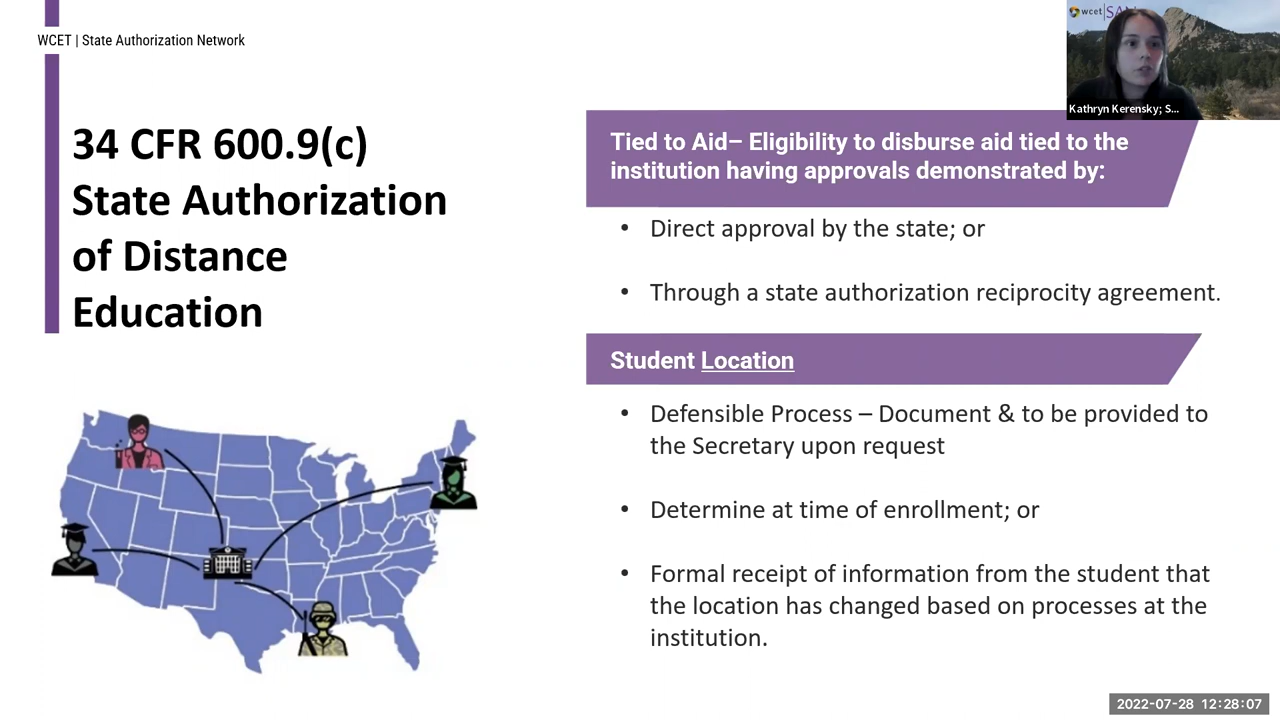 WCET | State Authorization Network
wcet
34 CFR 600.9(c)
State Authorization
of Distance
Education
Kathryn Kerensky; S...
Tied to Aid– Eligibility to disburse aid tied to the
institution having approvals demonstrated by:
• Direct approval by the state; or
• Through a state authorization reciprocity agreement.
Student Location
• Defensible Process – Document & to be provided to
the Secretary upon request
• Determine at time of enrollment; or
• Formal receipt of information from the student that
the location has changed based on processes at the
institution.
2022-07-28 12:28:07